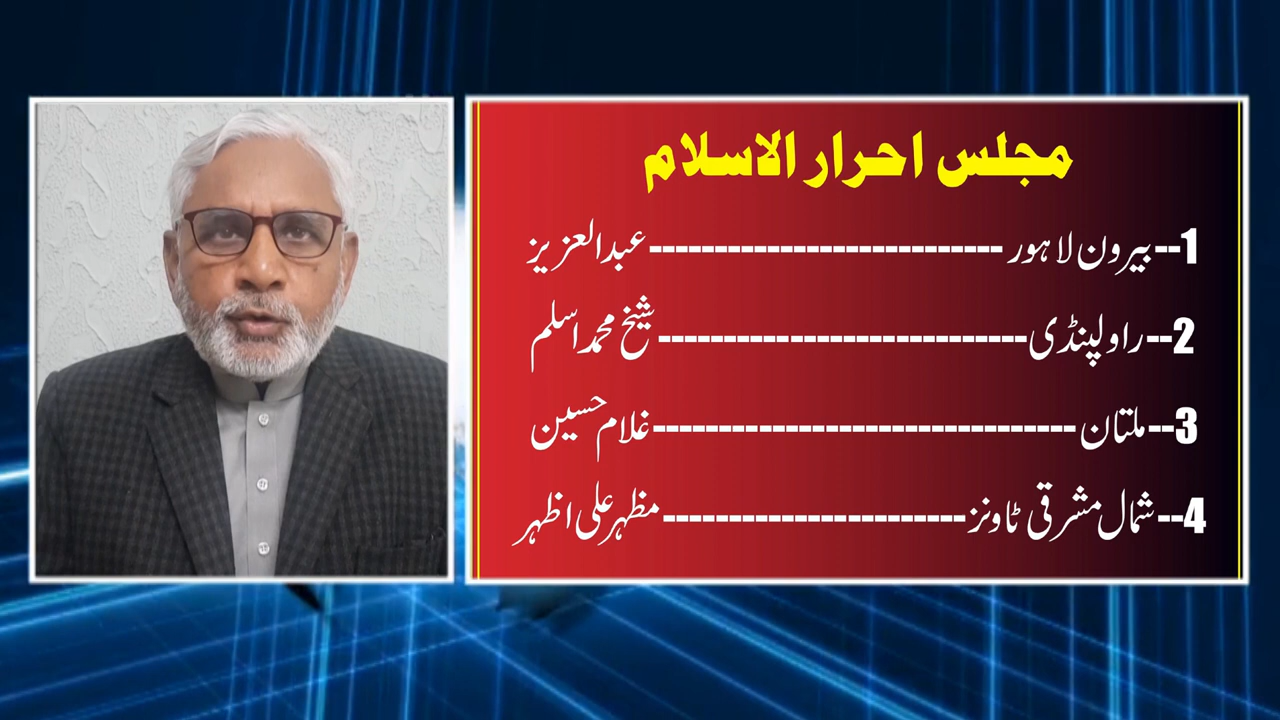 مجلس احرار الاسلام
1--بیرون لاہور---------------------------عبدالعزیز
2--راولپنڈی----------------------------شیخ محمد اسلم
3--ملتان--------------------------------غلام حسین
4--شمال مشرقی ٹاونز-----------------------مظہر علی اظہر